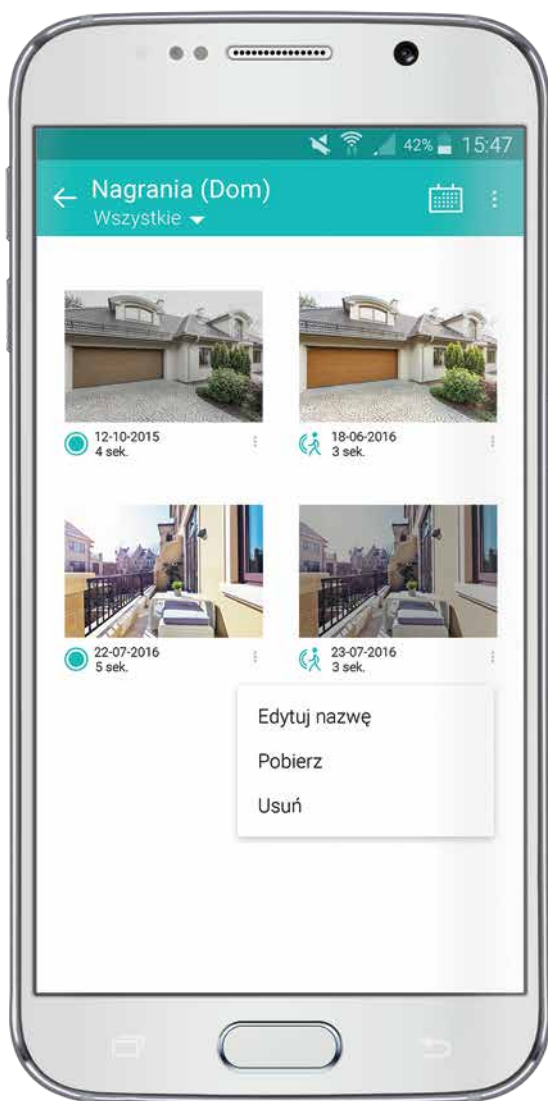 42% 15:47
Nagrania (Dom)
Wszystkie
12-10-2015
4 sek.
18-06-2016
3 sek.
22-07-2016
5 sek.
23-07-2016
3 sek.
Edytuj nazwę
Pobierz
Usuń